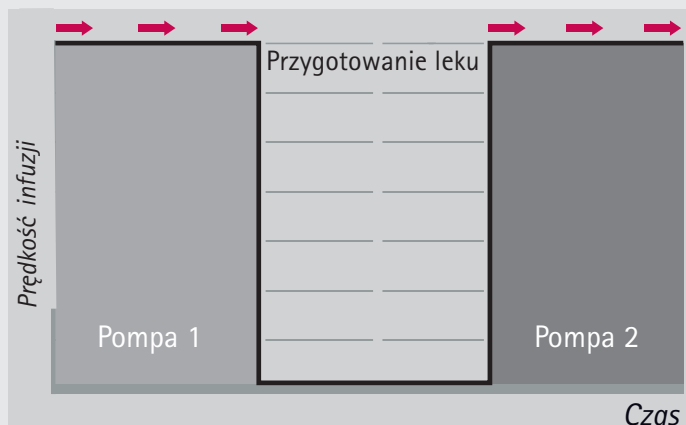 Przygotowanie leku
Prędkość infuzji
Pompa 1
Pompa 2
Czas